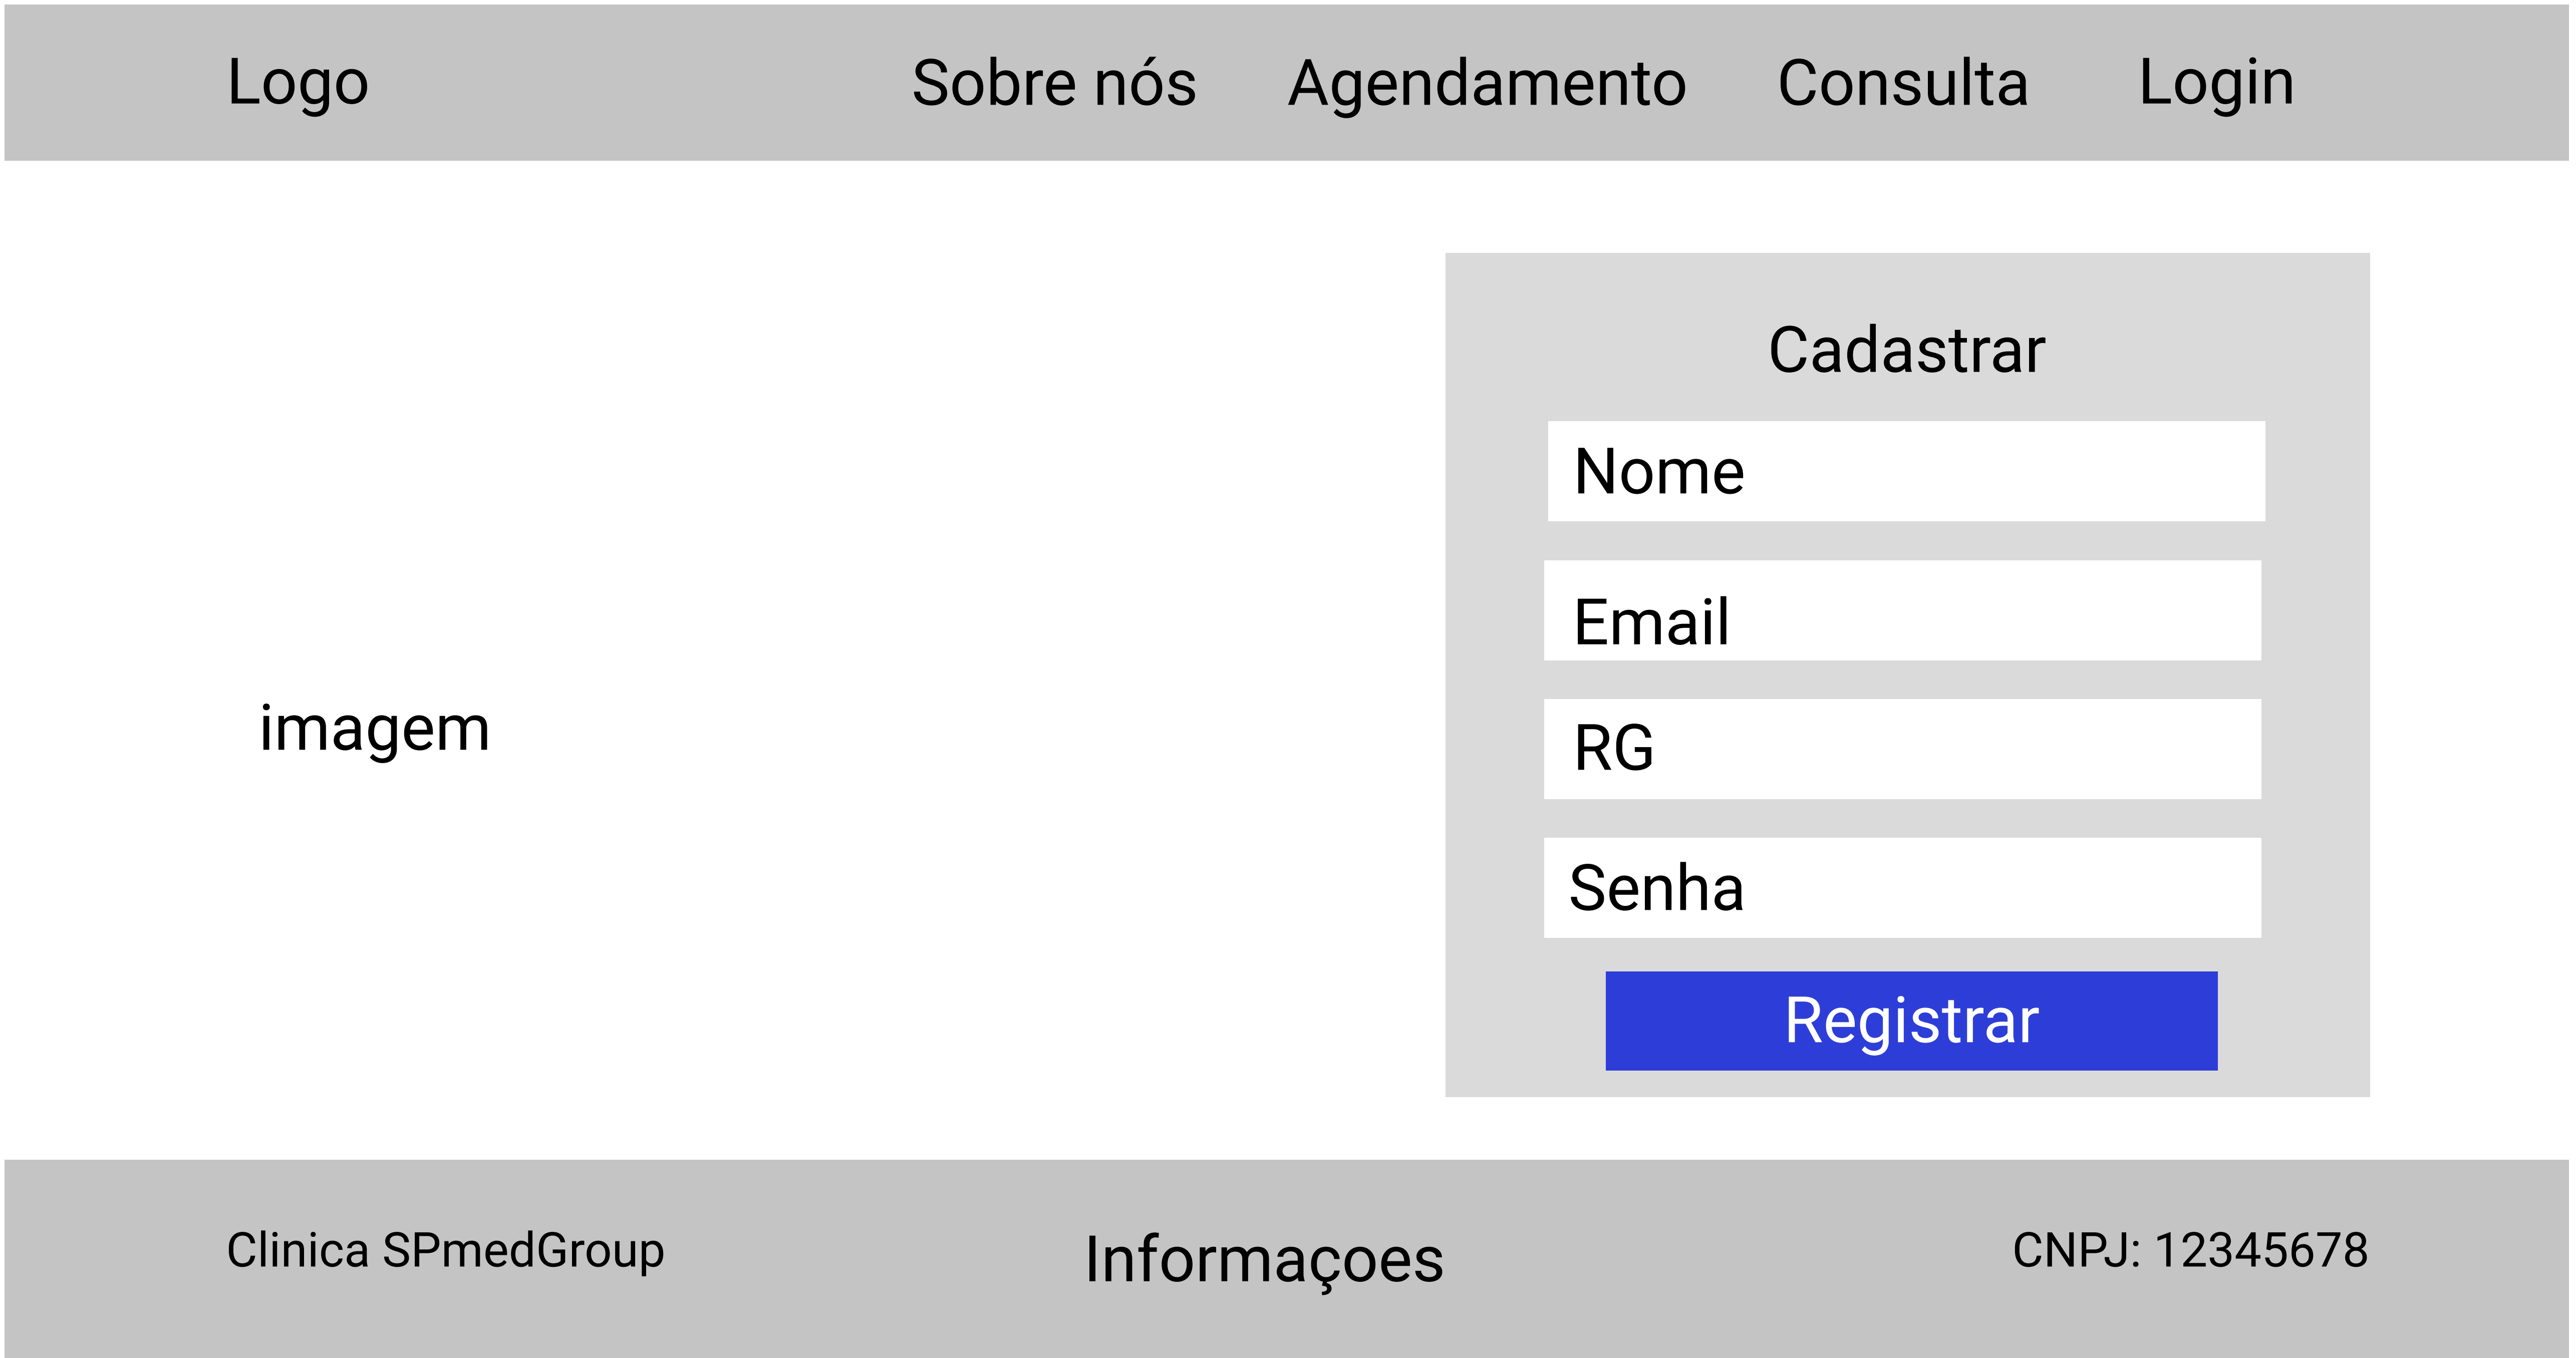 Logo
Sobre nós
Agendamento
Consulta
Login
Cadastrar
Nome
Email
RG
Senha
Registrar
imagem
Clinica SPmedGroup
Informaçoes
CNPJ: 12345678